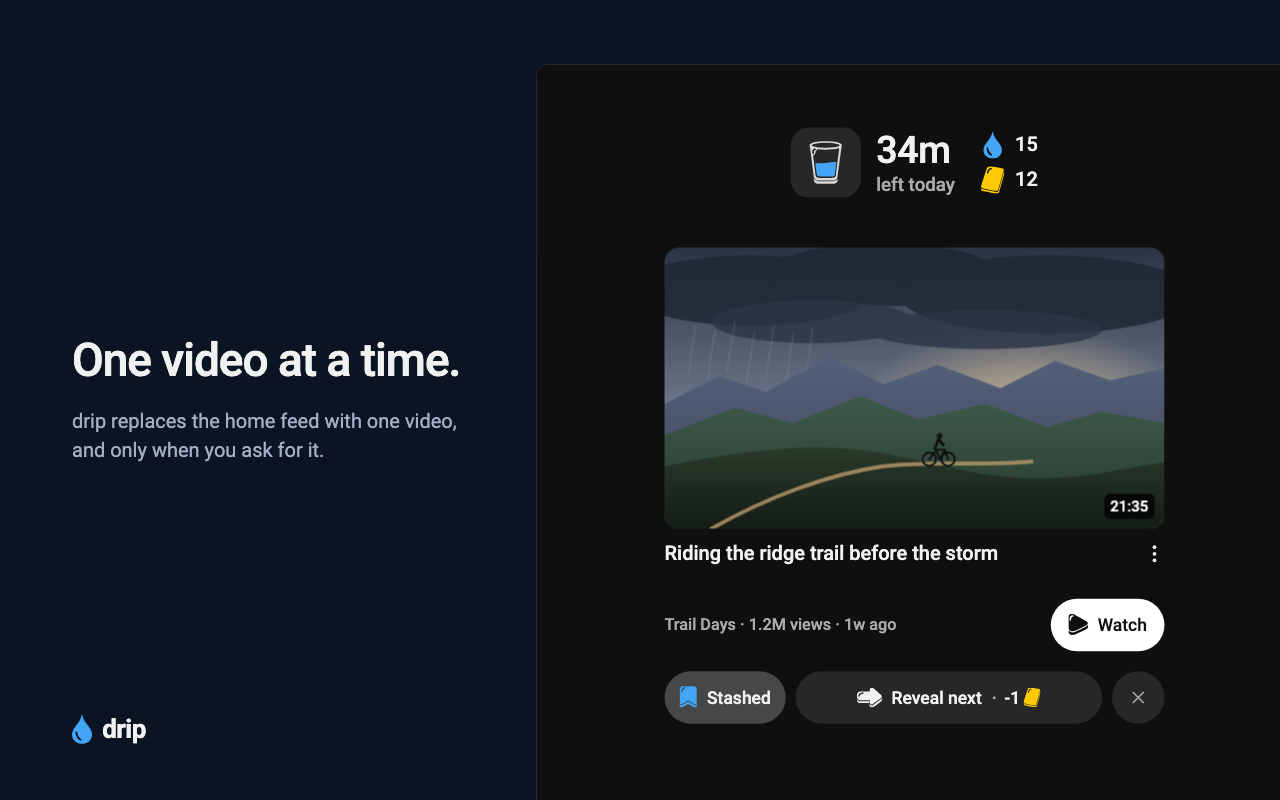 One video at a time.
drip replaces the home feed with one video,
and only when you ask for it.
drip
34m
left today
15
12
21:35
Riding the ridge trail before the storm
Trail Days · 1.2M views · 1w ago
Watch
Stashed
Reveal next · -1